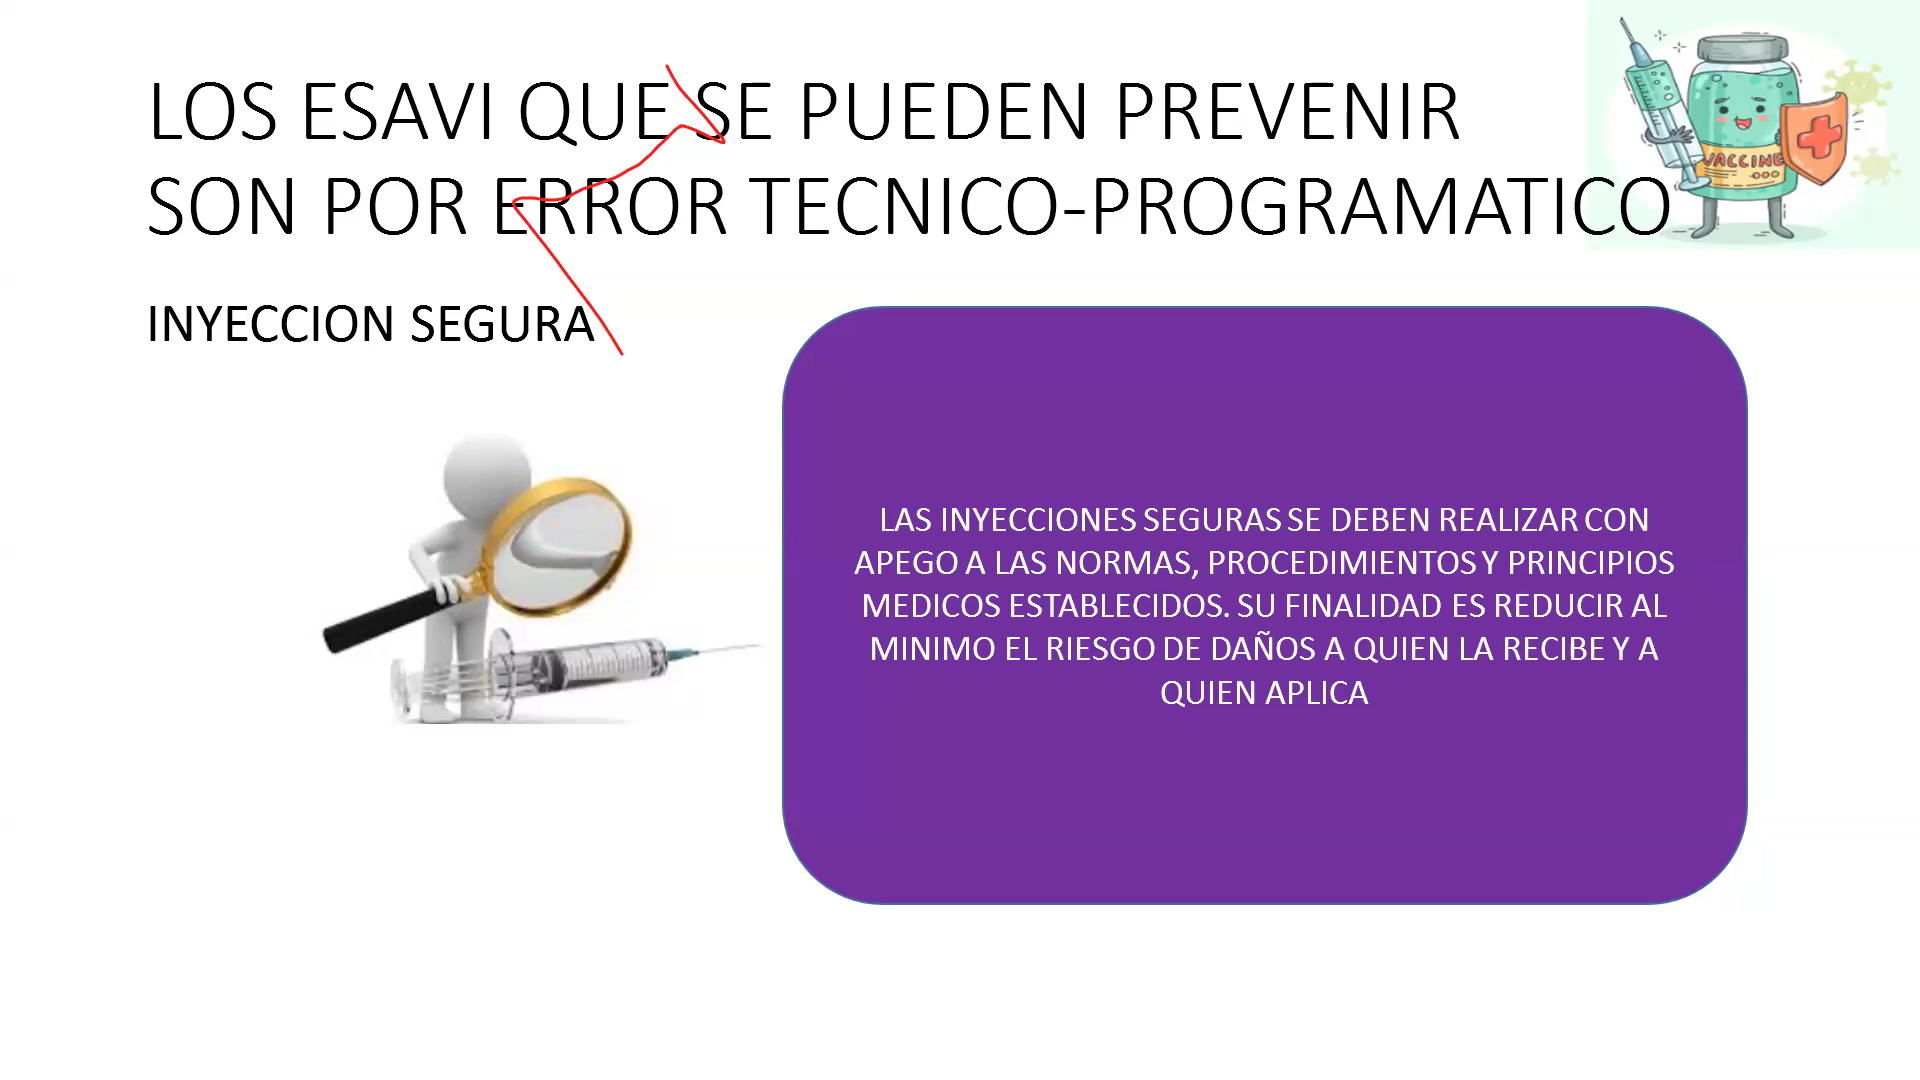 LOS ESAVI QUE SE PUEDEN PREVENIR
SON POR ERROR TECNICO-PROGRAMATICO
VACCINE
INYECCION SEGURA
LAS INYECCIONES SEGURAS SE DEBEN REALIZAR CON
APEGO A LAS NORMAS, PROCEDIMIENTOS Y PRINCIPIOS
MEDICOS ESTABLECIDOS. SU FINALIDAD ES REDUCIR AL
MINIMO EL RIESGO DE DAÑOS A QUIEN LA RECIBE Y A
QUIEN APLICA